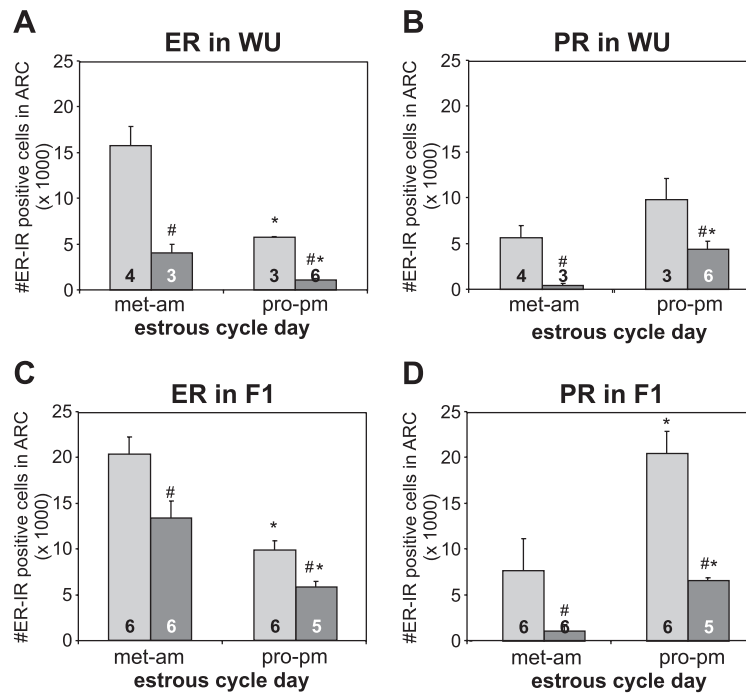 A
ER in WU
#ER-IR positive cells in ARC
(x 1000)
25
20
15
10
5
0
#
*
#*
4
3
3
6
met-am
pro-pm
estrous cycle day
B
PR in WU
#ER-IR positive cells in ARC
(x 1000)
25
20
15
10
5
0
#
#*
4
3
3
6
met-am
pro-pm
estrous cycle day
C
ER in F1
#ER-IR positive cells in ARC
(x 1000)
25
20
15
10
5
0
#
*
#*
6
6
6
5
met-am
pro-pm
estrous cycle day
D
PR in F1
#ER-IR positive cells in ARC
(x 1000)
25
20
15
10
5
0
#
*
#*
6
6
6
5
met-am
pro-pm
estrous cycle day